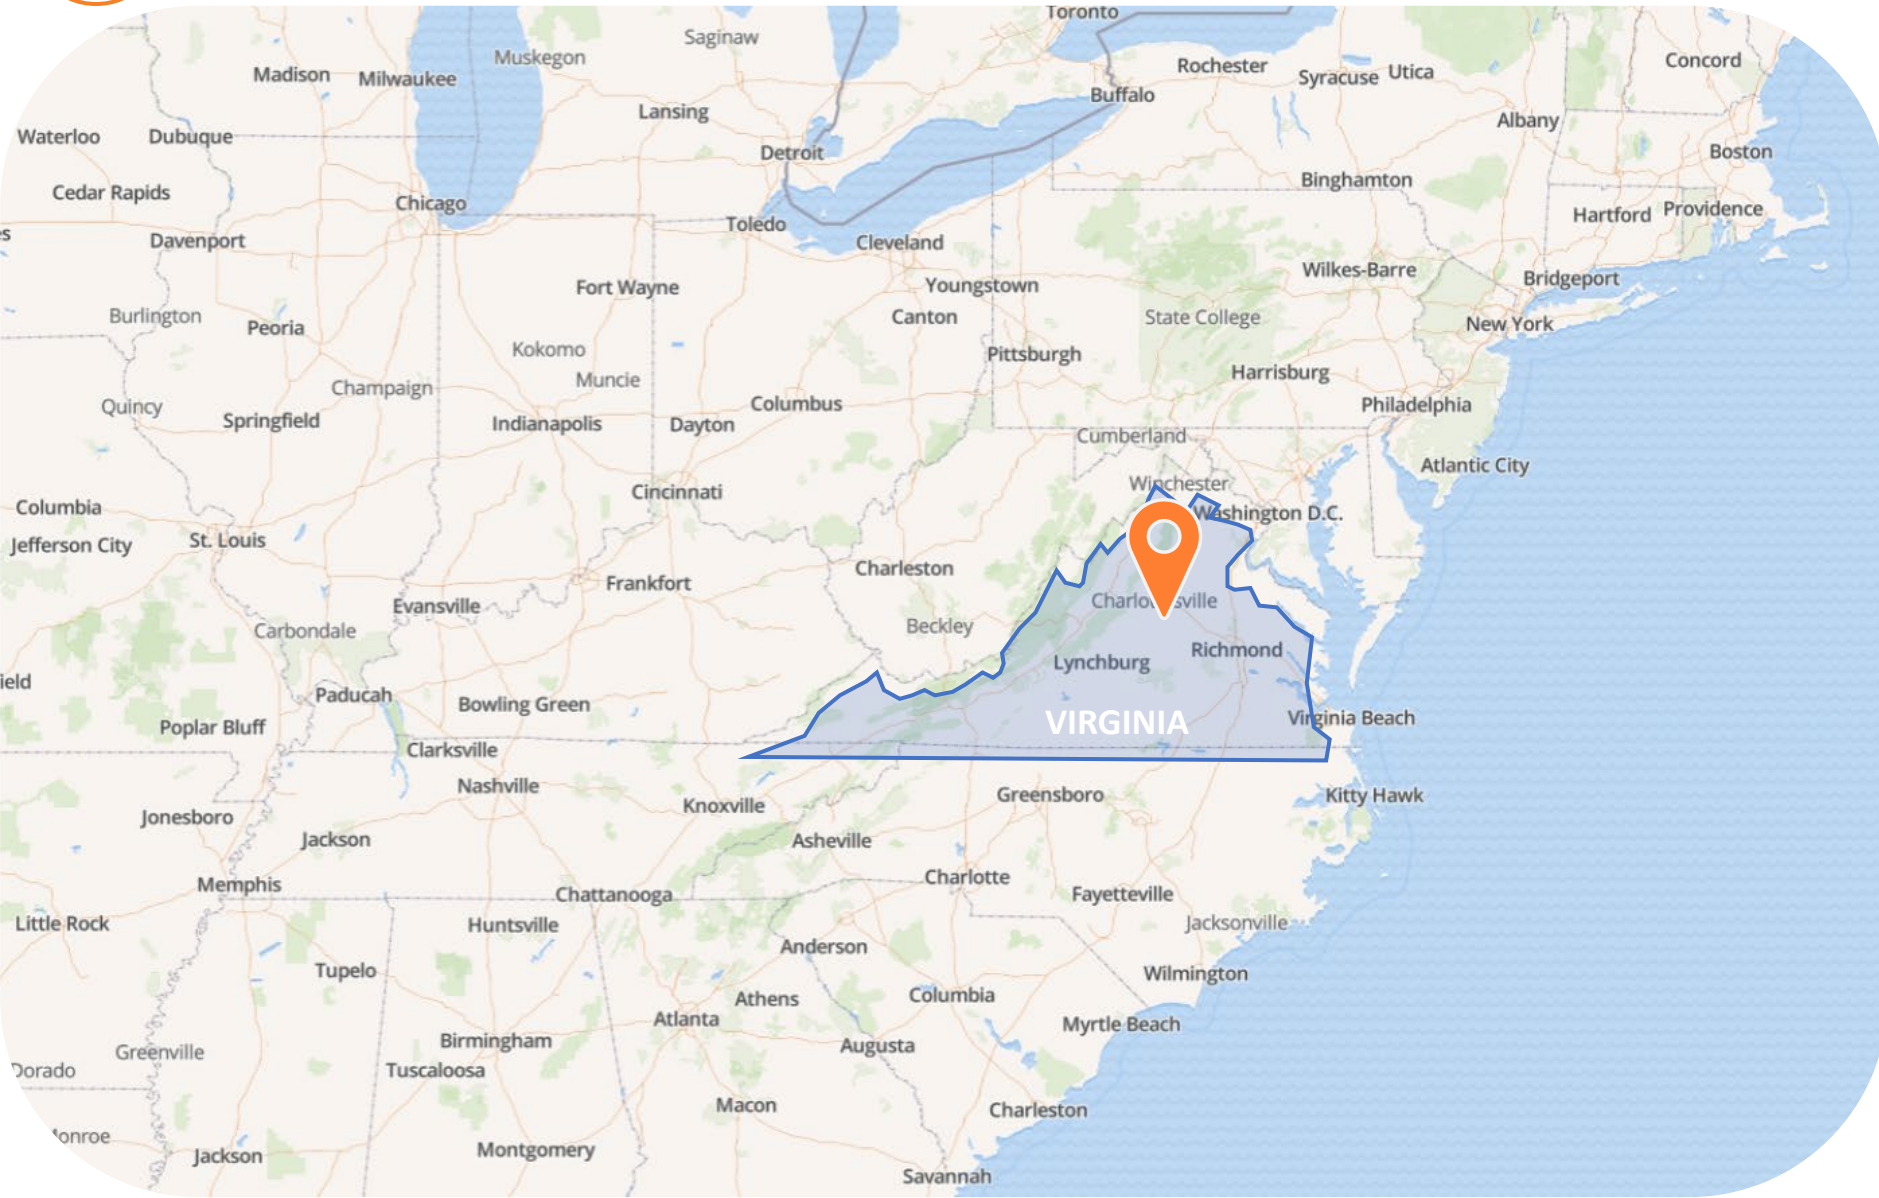 Toronto
Saginaw
Muskegon
Concord
Rochester
Syracuse
Utica
Madison
Milwaukee
Buffalo
Lansing
Albany
Waterloo
Dubuque
Detroit
Boston
Binghamton
Cedar Rapids
Chicago
Hartford
Providence
Toledo
s
Davenport
Cleveland
Wilkes-Barre
Bridgeport
Fort Wayne
Youngstown
Burlington
Canton
State College
New York
Peoria
Kokomo
Pittsburgh
Harrisburg
Muncie
Champaign
Columbus
Philadelphia
Quincy
Springfield
Indianapolis
Dayton
Cumberland
Atlantic City
Winchester
Cincinnati
Columbia
Washington D.C.
St. Louis
Jefferson City
Charleston
Frankfort
Charlottesville
Evansville
Beckley
Carbondale
Richmond
Lynchburg
ield
Paducah
Bowling Green
Virginia Beach
VIRGINIA
Poplar Bluff
Clarksville
Nashville
Greensboro
Kitty Hawk
Knoxville
Jonesboro
Jackson
Asheville
Charlotte
Memphis
Chattanooga
Fayetteville
Little Rock
Huntsville
Jacksonville
Anderson
Tupelo
Wilmington
Columbia
Athens
Atlanta
Myrtle Beach
Birmingham
Augusta
Greenville
Dorado
Tuscaloosa
Macon
Charleston
onroe
Montgomery
Jackson
Savannah